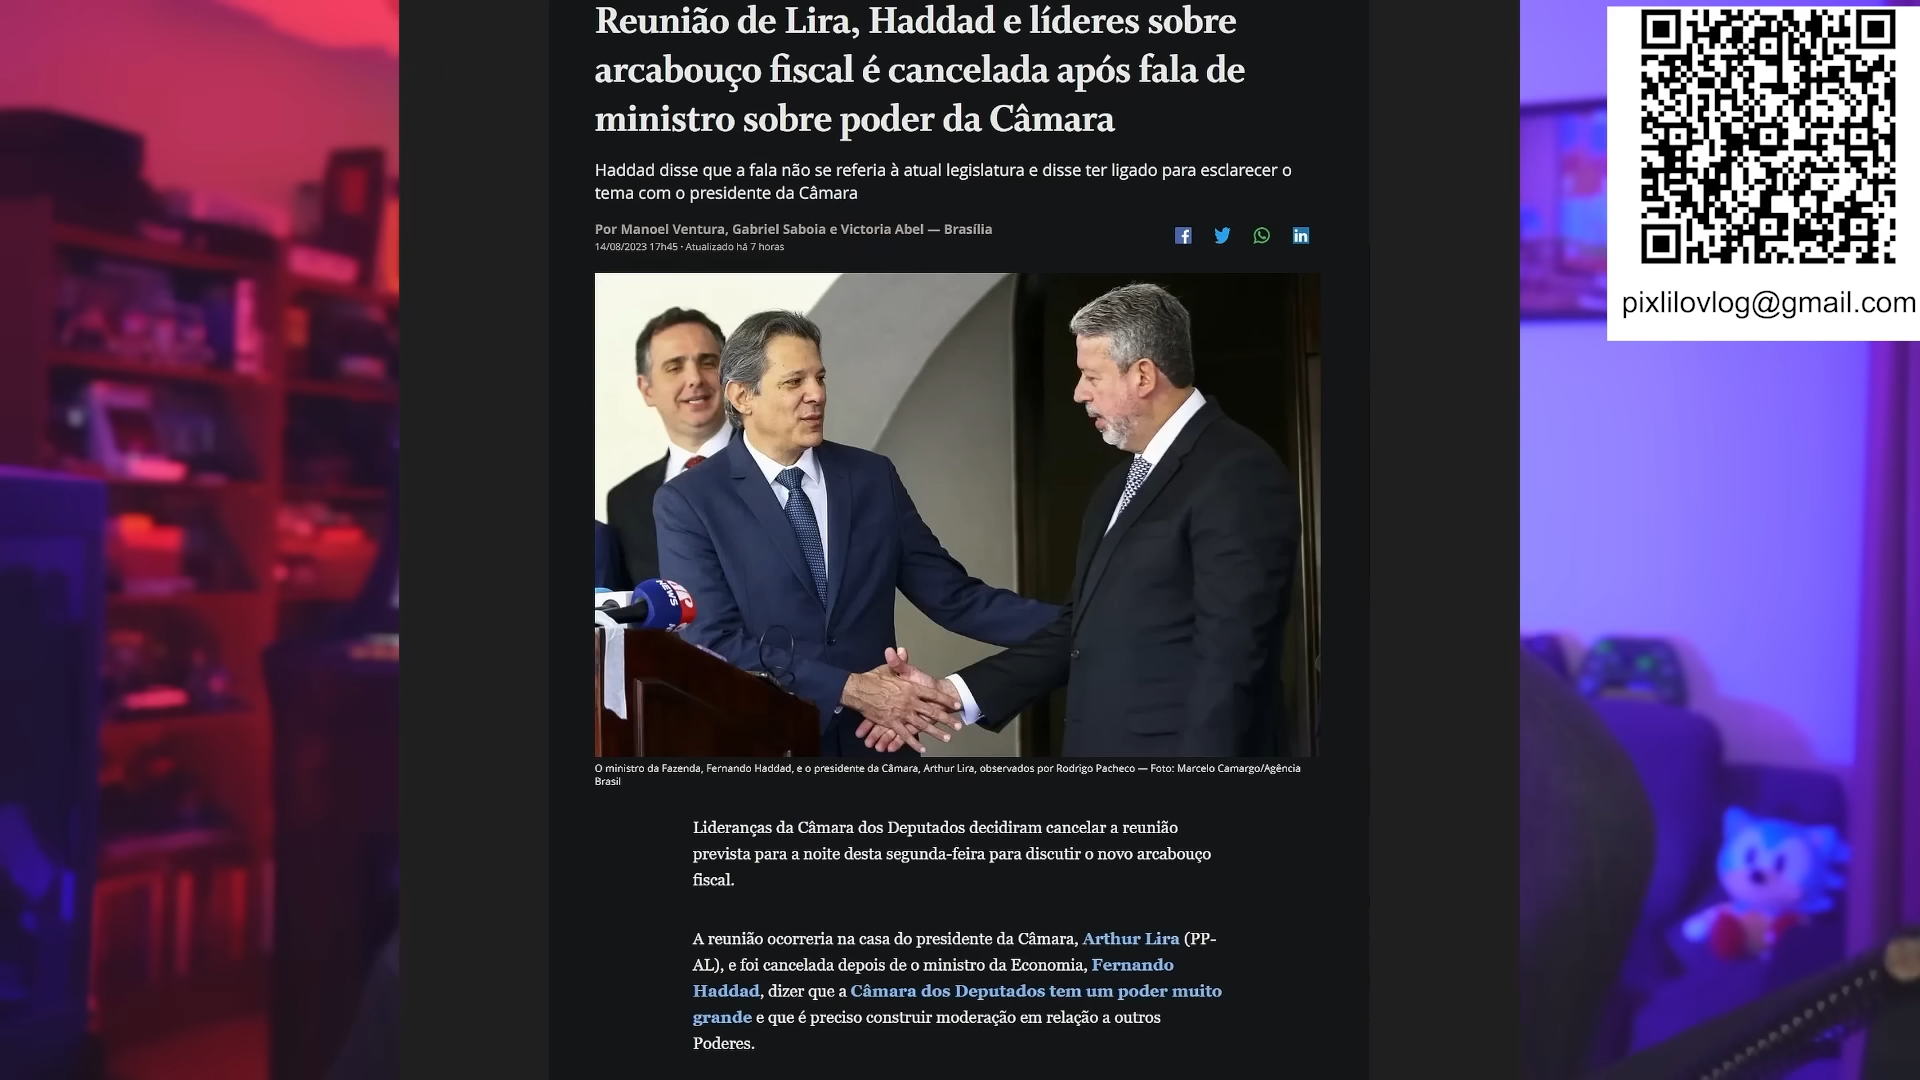 Reunião de Lira, Haddad e líderes sobre
arcabouço fiscal é cancelada após fala de
ministro sobre poder da Câmara
Haddad disse que a fala não se referia à atual legislatura e disse ter ligado para esclarecer o
tema com o presidente da Câmara
Por Manoel Ventura, Gabriel Saboia e Victoria Abel — Brasília
14/08/2023 17h45 · Atualizado há 7 horas
pixlilovlog@gmail.com
NEWS
JP
O ministro da Fazenda, Fernando Haddad, e o presidente da Câmara, Arthur Lira, observados por Rodrigo Pacheco — Foto: Marcelo Camargo/Agência
Brasil
Lideranças da Câmara dos Deputados decidiram cancelar a reunião
prevista para a noite desta segunda-feira para discutir o novo arcabouço
fiscal.
A reunião ocorreria na casa do presidente da Câmara, Arthur Lira (PP-
AL), e foi cancelada depois de o ministro da Economia, Fernando
Haddad, dizer que a Câmara dos Deputados tem um poder muito
grande e que é preciso construir moderação em relação a outros
Poderes.